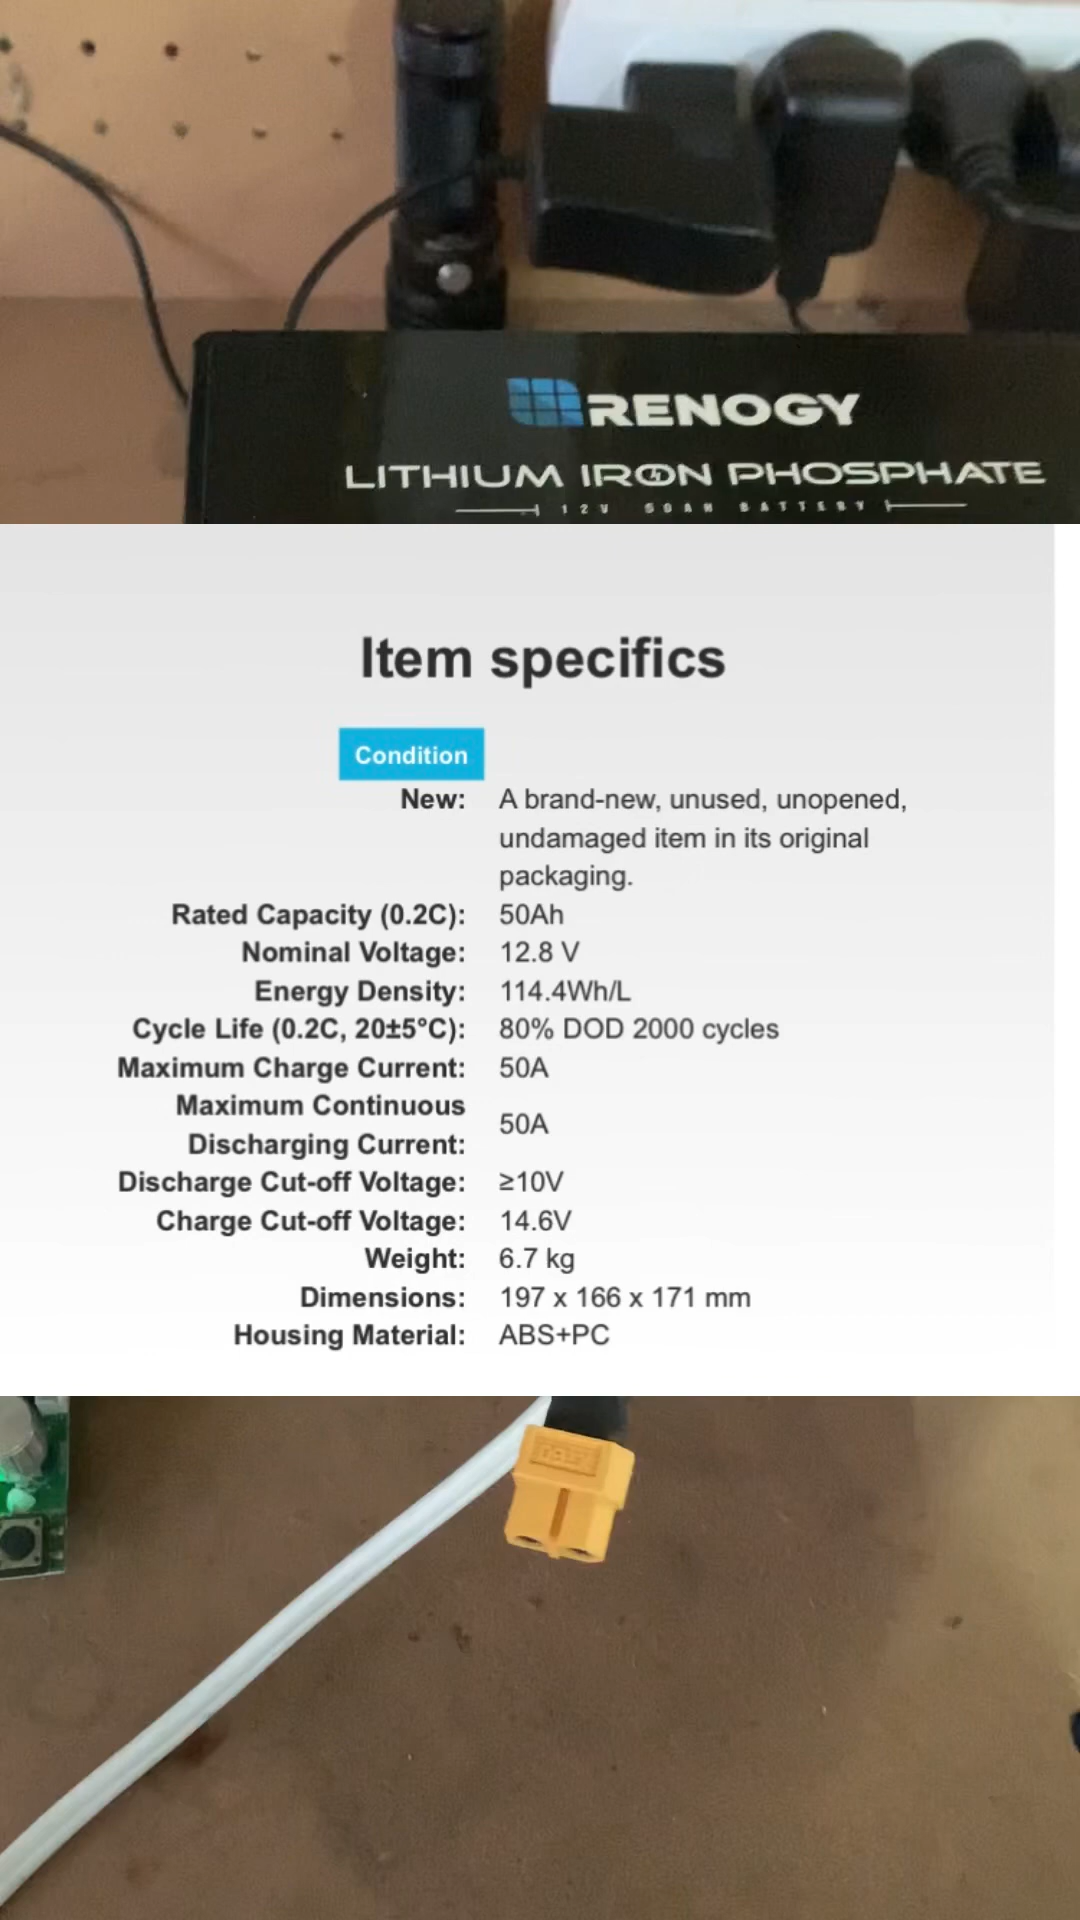 RENOGY
LITHIUM IRON PHOSPHATE
12V 50AH BATTERY
Item specifics
Condition
New: A brand-new, unused, unopened,
undamaged item in its original
packaging.
Rated Capacity (0.2C): 50Ah
Nominal Voltage: 12.8 V
Energy Density: 114.4Wh/L
Cycle Life (0.2C, 20±5°C): 80% DOD 2000 cycles
Maximum Charge Current: 50A
Maximum Continuous
Discharging Current: 50A
Discharge Cut-off Voltage: ≥10V
Charge Cut-off Voltage: 14.6V
Weight: 6.7 kg
Dimensions: 197 x 166 x 171 mm
Housing Material: ABS+PC